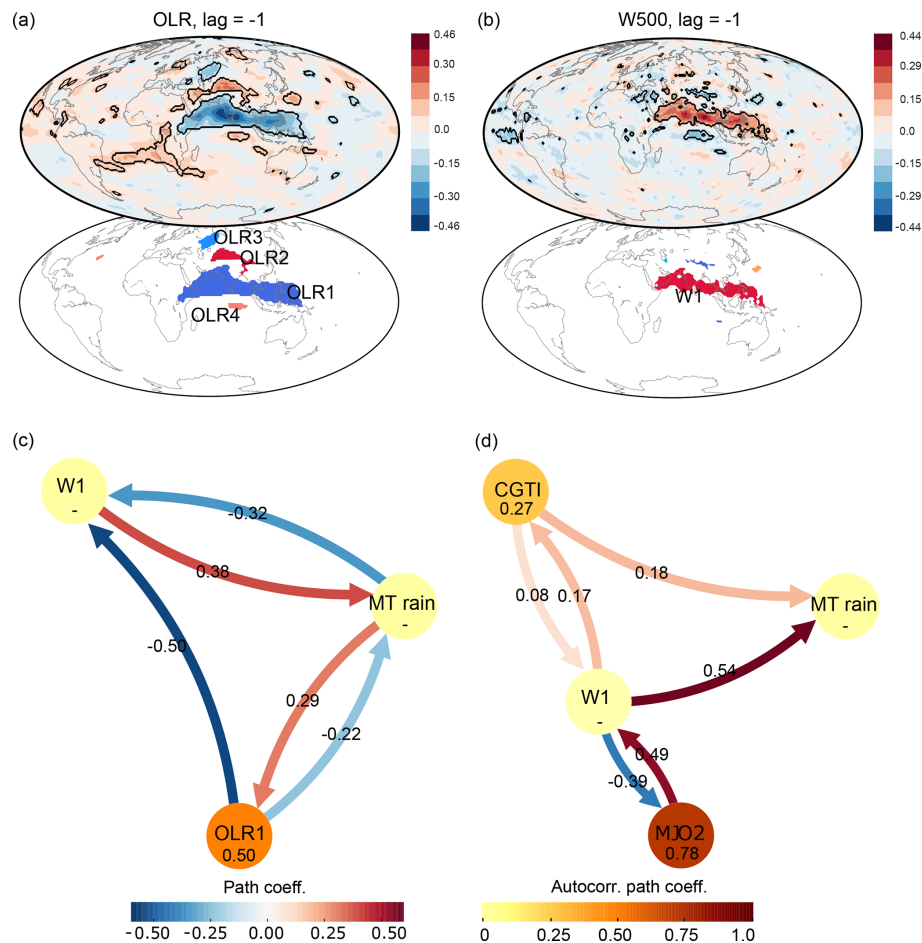 (a)
OLR, lag = -1
(b)
W500, lag = -1
0.46
0.30
0.15
0.0
-0.15
-0.30
-0.46
0.44
0.29
0.15
0.0
-0.15
-0.29
-0.44
OLR3
OLR2
OLR1
OLR4
W1
(c)
W1
-
-0.32
0.38
MT rain
-
-0.50
0.29
-0.22
OLR1
0.50
(d)
CGTI
0.27
0.18
0.08
0.17
MT rain
-
0.54
W1
-
0.49
-0.39
MJO2
0.78
Path coeff.
-0.50
-0.25
0.00
0.25
0.50
Autocorr. path coeff.
0
0.25
0.50
0.75
1.0